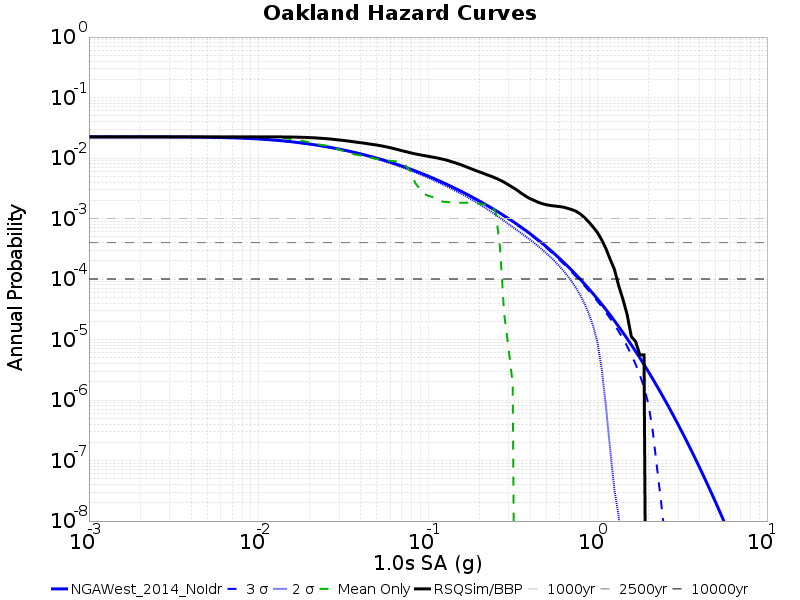 Oakland Hazard Curves
10^0
10^-1
10^-2
10^-3
10^-4
10^-5
10^-6
10^-7
10^-8
Annual Probability
10^-3 10^-2 10^-1 10^0 10^1
1.0s SA (g)
NGAWest_2014_NoIdr 3 σ 2 σ Mean Only RSQSim/BBP 1000yr 2500yr 10000yr